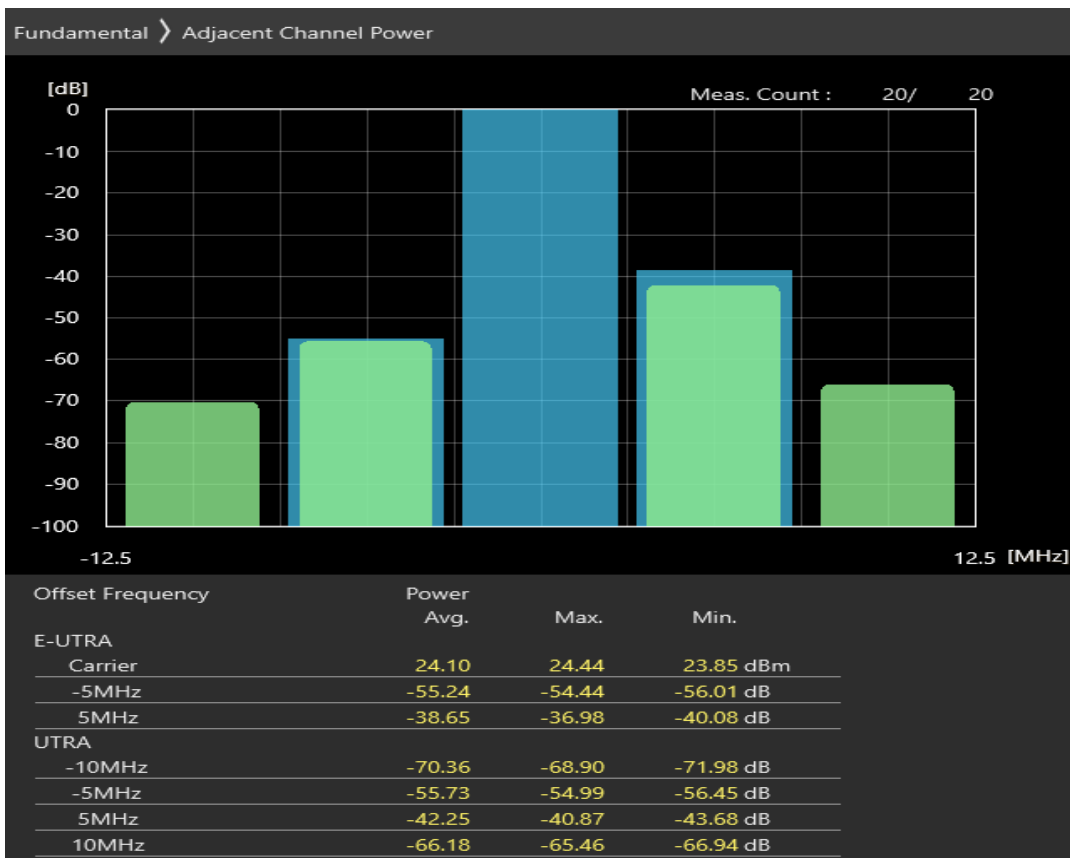 Fundamental 〉 Adjacent Channel Power
[dB]
Meas. Count : 20/ 20
0
-10
-20
-30
-40
-50
-60
-70
-80
-90
-100
-12.5 12.5 [MHz]
Offset Frequency Power
Avg. Max. Min.
E-UTRA
Carrier 24.10 24.44 23.85 dBm
-5MHz -55.24 -54.44 -56.01 dB
5MHz -38.65 -36.98 -40.08 dB
UTRA
-10MHz -70.36 -68.90 -71.98 dB
-5MHz -55.73 -54.99 -56.45 dB
5MHz -42.25 -40.87 -43.68 dB
10MHz -66.18 -65.46 -66.94 dB